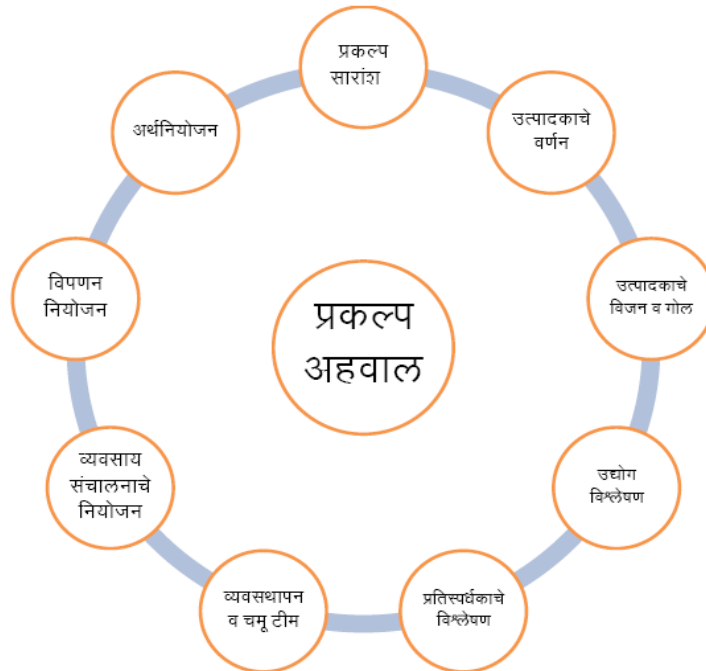 प्रकल्प
सारांश
उत्पादकाचे
वर्णन
उत्पादकाचे
विजन व गोल
उद्योग
विश्लेषण
प्रतिस्पर्धकाचे
विश्लेषण
व्यवसथापन
व चमू टीम
व्यवसाय
संचालनाचे
नियोजन
विपणन
नियोजन
अर्थनियोजन
प्रकल्प
अहवाल